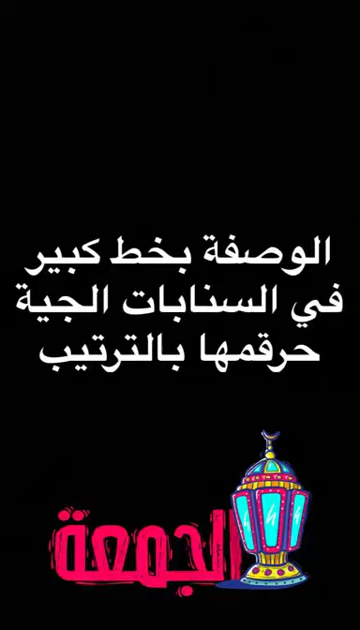 الوصفة بخط كبير
في السنابات الجية
حرقمها بالترتيب
الجمعة